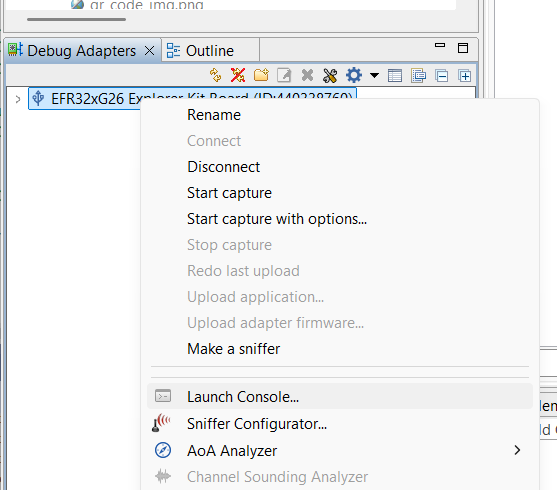 qr_code_img.png
Debug Adapters
Outline
EFR32xG26 Explorer Kit Board (ID:440338760)
Rename
Connect
Disconnect
Start capture
Start capture with options...
Stop capture
Redo last upload
Upload application...
Upload adapter firmware...
Make a sniffer
Launch Console...
Sniffer Configurator...
AoA Analyzer
Channel Sounding Analyzer